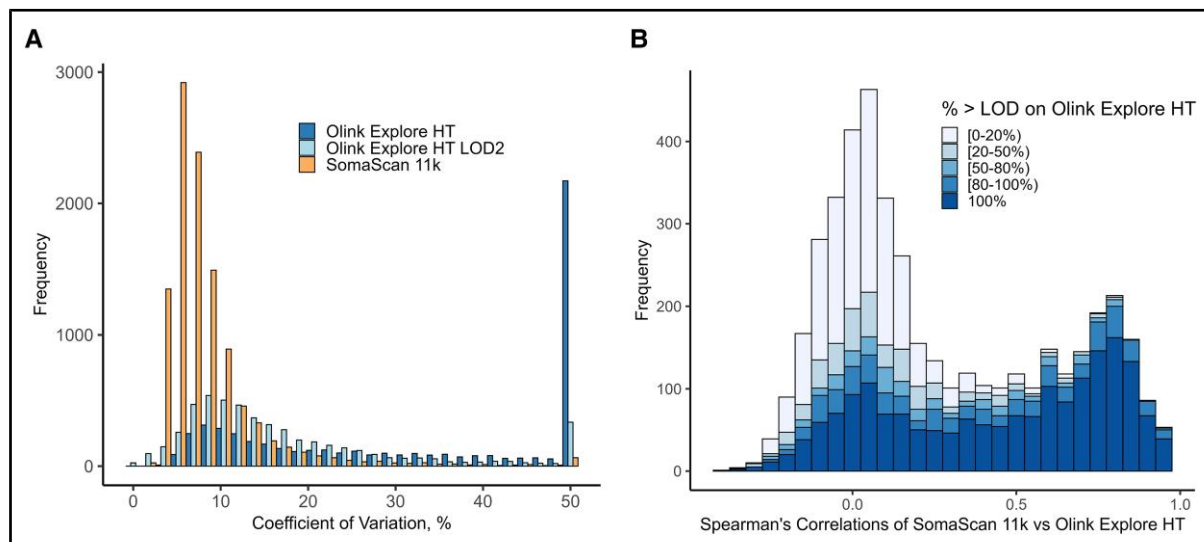 A
3000
2000
1000
0
Frequency
Olink Explore HT
Olink Explore HT LOD2
SomaScan 11k
0 10 20 30 40 50
Coefficient of Variation, %
B
400
300
200
100
0
Frequency
% > LOD on Olink Explore HT
[0-20%)
[20-50%)
[50-80%)
[80-100%)
100%
0.0 0.5 1.0
Spearman's Correlations of SomaScan 11k vs Olink Explore HT